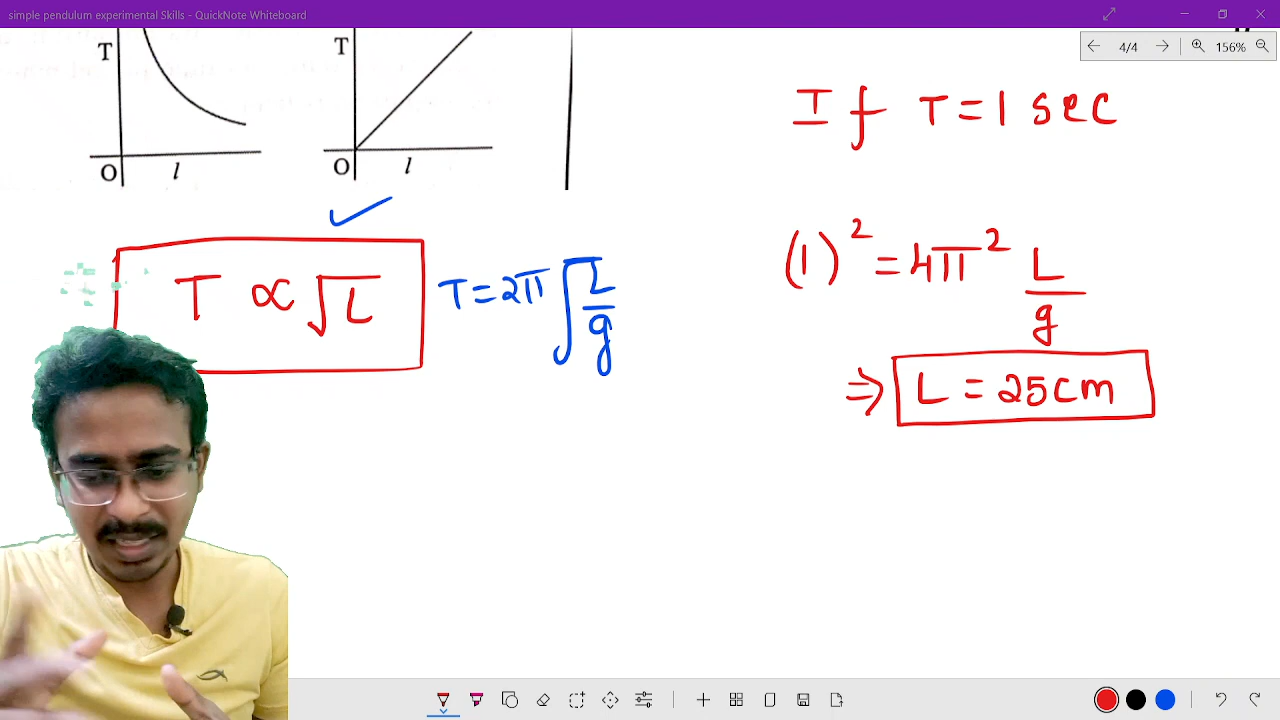 simple pendulum experimental Skills - QuickNote Whiteboard
4/4
156%
T
O
l
T
O
l
If T=1 sec
T ∝ √L
T=2π√L/g
(1)² = 4π² L/g
⇒ L = 25cm